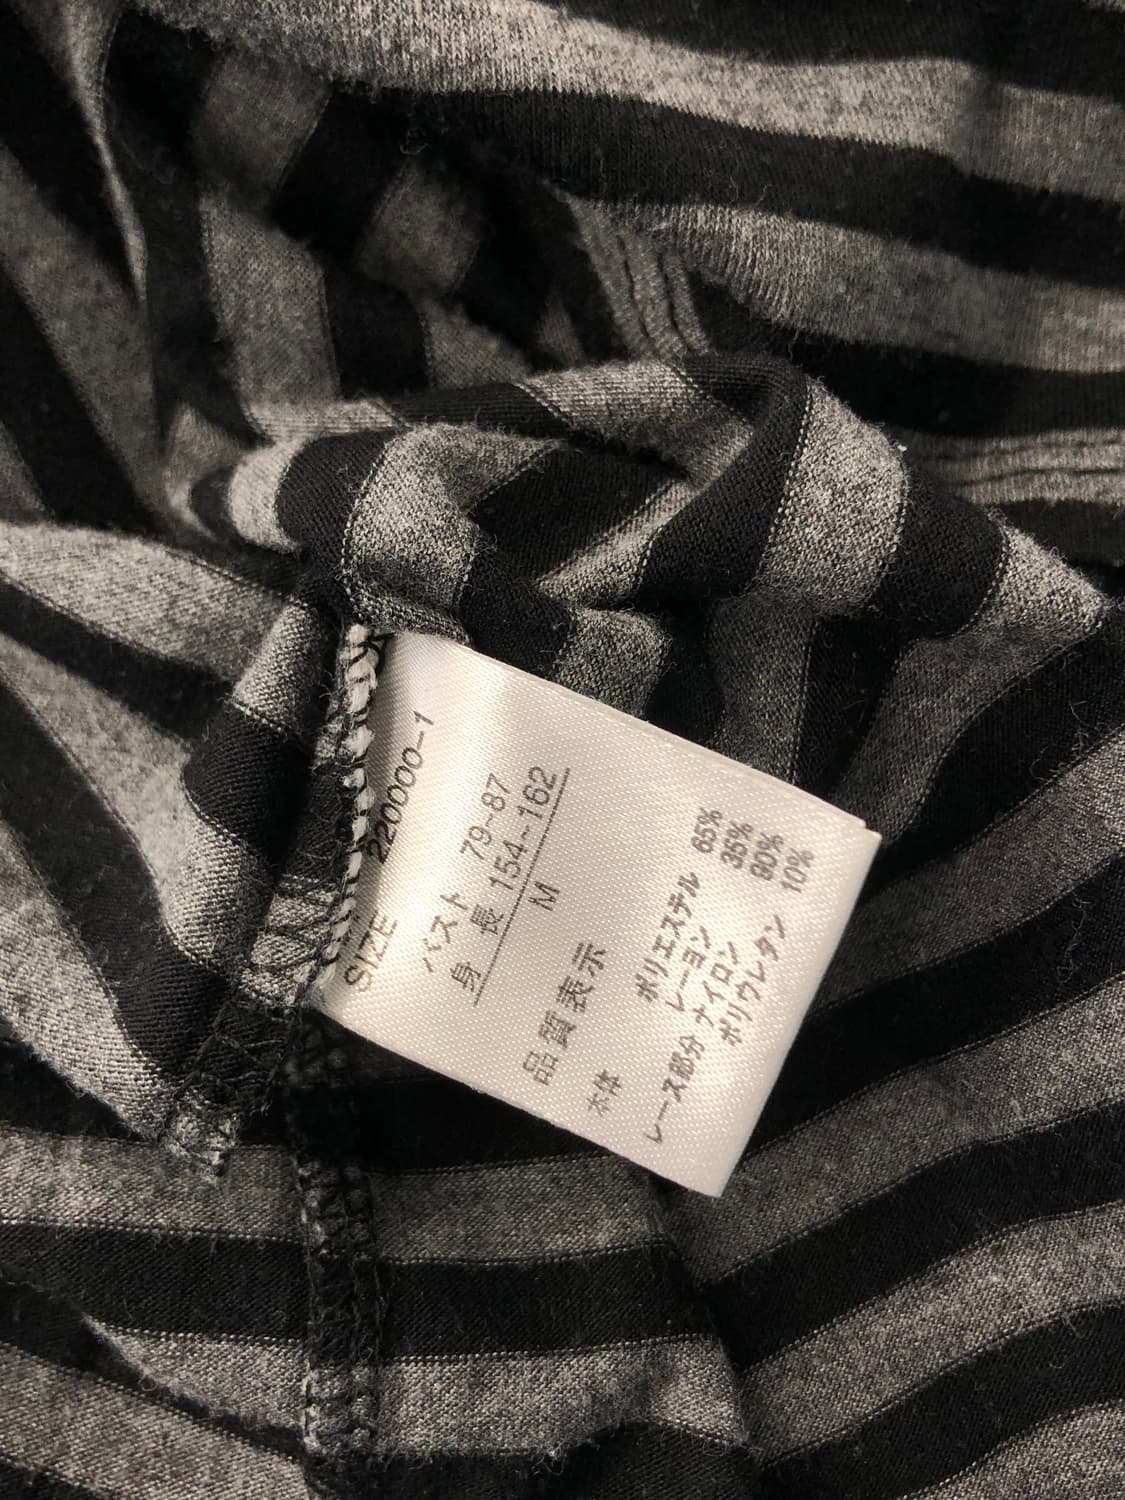 220000-1
SIZE
バスト 79-87
身 長 154-162
M
品質表示
本体 ポリエステル 65%
レーヨン 35%
レース部分 ナイロン 90%
ポリウレタン 10%